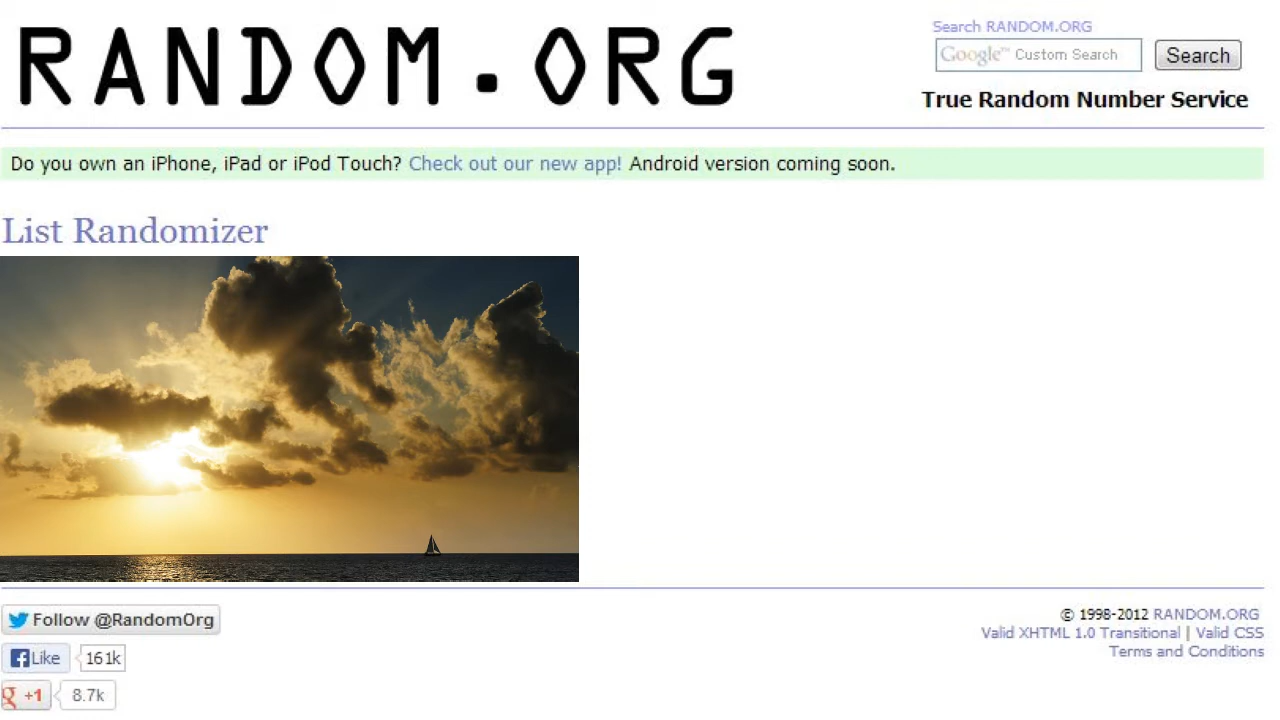 RANDOM.ORG
Search RANDOM.ORG
Google™ Custom Search
Search
True Random Number Service
Do you own an iPhone, iPad or iPod Touch? Check out our new app! Android version coming soon.
List Randomizer
Follow @RandomOrg
Like 161k
g +1 8.7k
© 1998-2012 RANDOM.ORG
Valid XHTML 1.0 Transitional | Valid CSS
Terms and Conditions